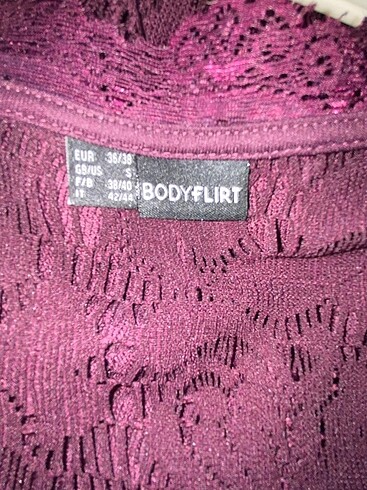 EUR 36/38
GB/US S
F/B 38/40
IT 42/44
BODYFLIRT